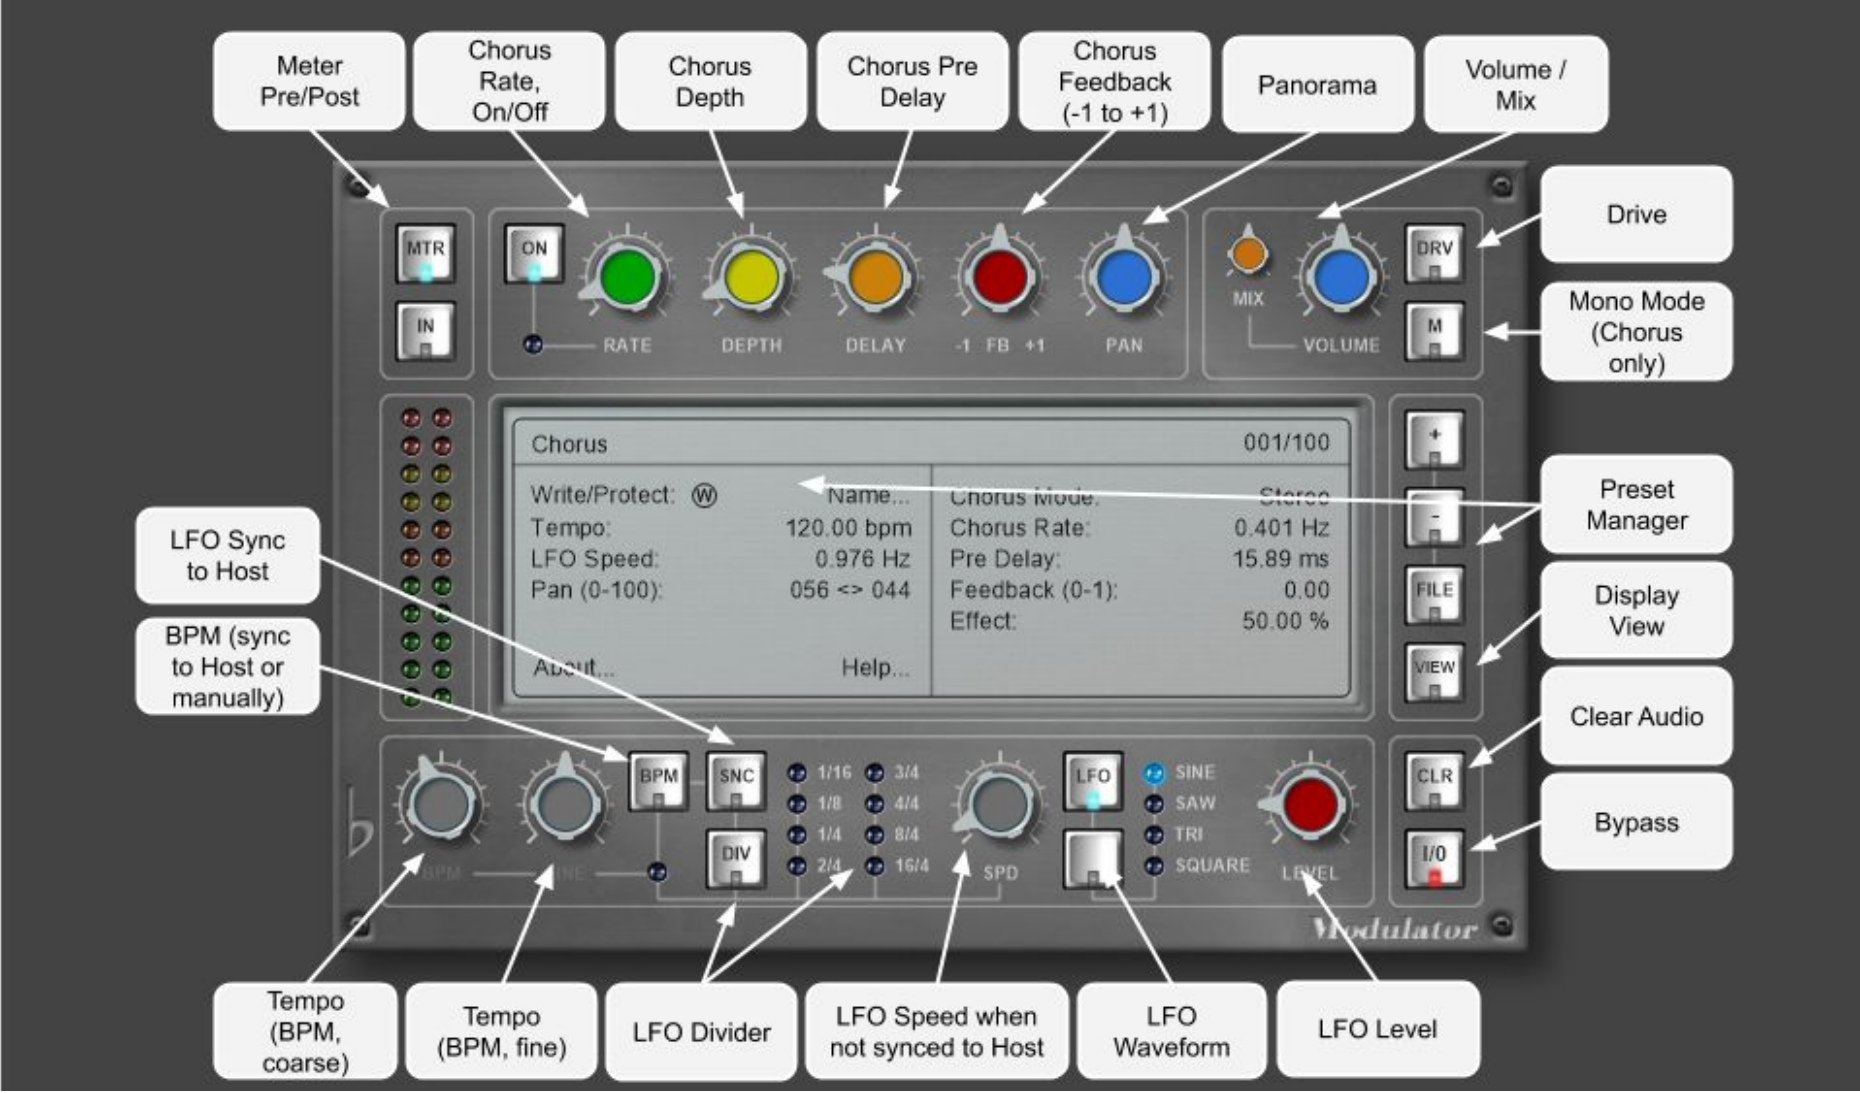 Meter
Pre/Post
Chorus
Rate,
On/Off
Chorus
Depth
Chorus Pre
Delay
Chorus
Feedback
(-1 to +1)
Panorama
Volume /
Mix
Drive
Mono Mode
(Chorus
only)
MTR
IN
ON
RATE
DEPTH
DELAY
-1 FB +1
PAN
MIX
VOLUME
DRV
M
Chorus 001/100
Write/Protect: Ⓦ Name...
Tempo: 120.00 bpm
LFO Speed: 0.976 Hz
Pan (0-100): 056 <> 044
About... Help...
Chorus Mode: Stereo
Chorus Rate: 0.401 Hz
Pre Delay: 15.89 ms
Feedback (0-1): 0.00
Effect: 50.00 %
+
-
FILE
VIEW
Preset
Manager
Display
View
Clear Audio
Bypass
LFO Sync
to Host
BPM (sync
to Host or
manually)
BPM
SNC
DIV
1/16 3/4
1/8 4/4
1/4 8/4
2/4 16/4
SPD
LFO
SINE
SAW
TRI
SQUARE
LEVEL
CLR
I/0
BPM
Modulator
Tempo
(BPM,
coarse)
Tempo
(BPM, fine)
LFO Divider
LFO Speed when
not synced to Host
LFO
Waveform
LFO Level